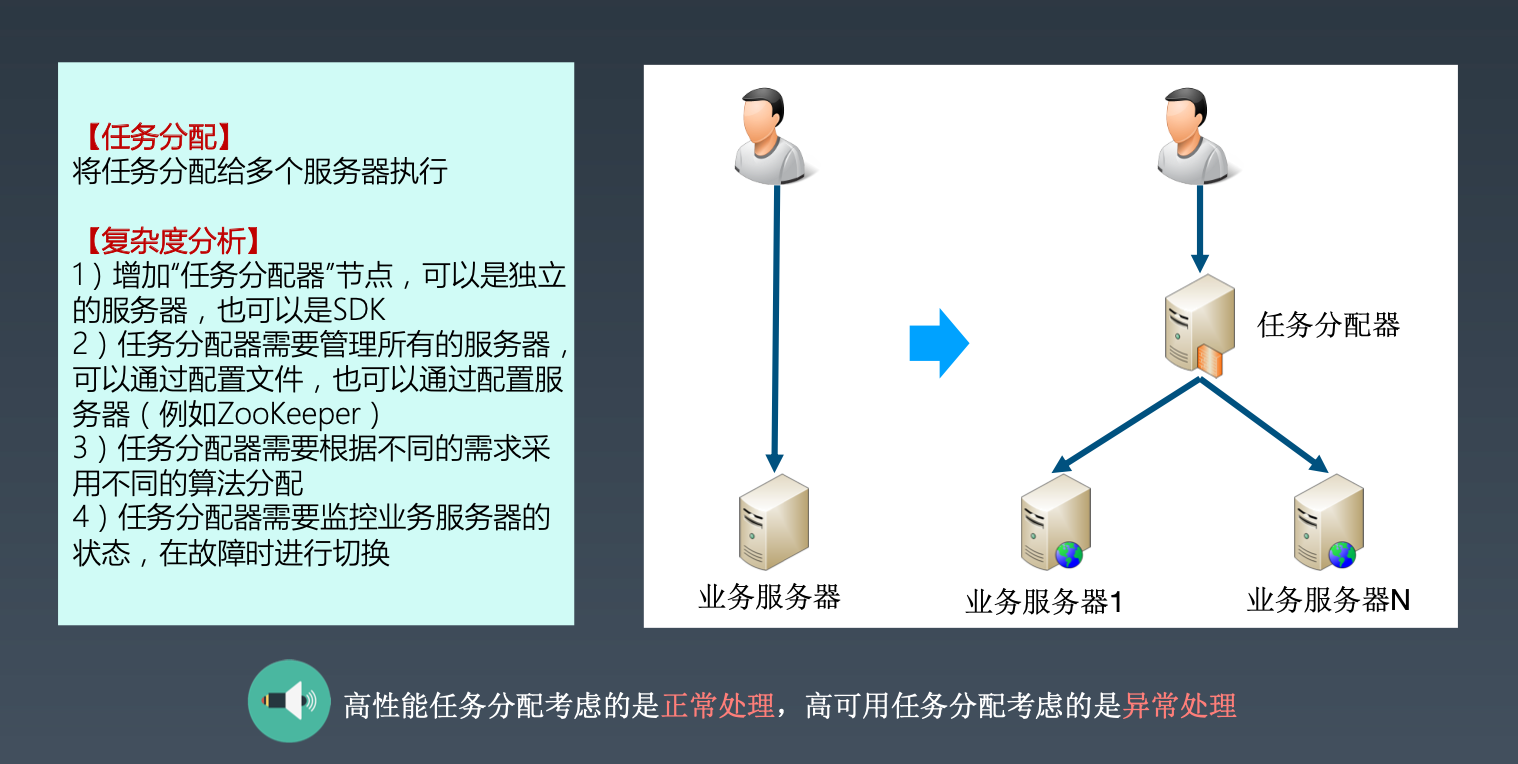 【任务分配】
将任务分配给多个服务器执行
【复杂度分析】
1）增加“任务分配器”节点，可以是独立
的服务器，也可以是SDK
2）任务分配器需要管理所有的服务器，
可以通过配置文件，也可以通过配置服
务器（例如ZooKeeper）
3）任务分配器需要根据不同的需求采
用不同的算法分配
4）任务分配器需要监控业务服务器的
状态，在故障时进行切换
任务分配器
业务服务器
业务服务器1
业务服务器N
高性能任务分配考虑的是正常处理，高可用任务分配考虑的是异常处理